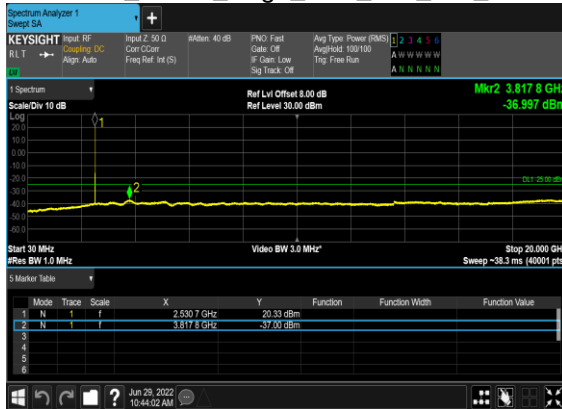 Spectrum Analyzer 1
Swept SA
+
KEYSIGHT Input: RF Input Z: 50 Ω #Atten: 40 dB PNO: Fast Avg Type: Power (RMS) 1 2 3 4 5 6
RLT Coupling: DC Corr CCorr Gate: Off Avg|Hold: 100/100 A W W W W W
Align: Auto Freq Ref: Int (S) IF Gain: Low Trig: Free Run
Sig Track: Off A N N N N N
1 Spectrum Ref Lvl Offset 8.00 dB Mkr2 3.817 8 GHz
Scale/Div 10 dB Ref Level 30.00 dBm -36.997 dBm
Log
20.0
10.0
0.00
-10.0
-20.0
-30.0
-40.0
-50.0
-60.0
1
2
DL1 -25.00 dBm
Start 30 MHz Video BW 3.0 MHz* Stop 20.000 GHz
#Res BW 1.0 MHz Sweep ~38.3 ms (40001 pts)
5 Marker Table
Mode Trace Scale X Y Function Function Width Function Value
1 N 1 f 2.530 7 GHz 20.33 dBm
2 N 1 f 3.817 8 GHz -37.00 dBm
3
4
5
6
? Jun 29, 2022
10:44:02 AM